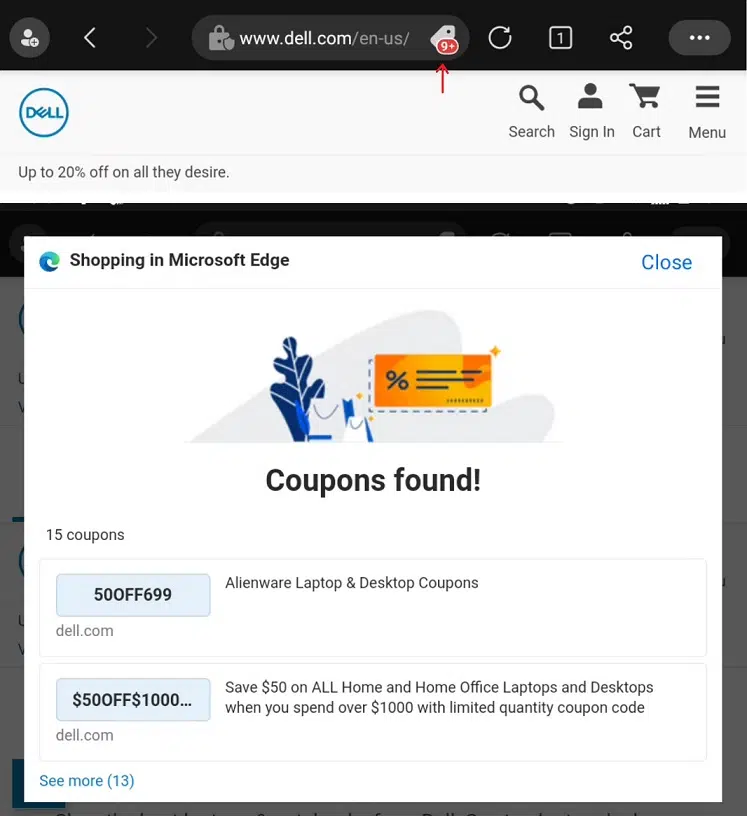 www.dell.com/en-us/
9+
1
DELL
Search Sign In Cart Menu
Up to 20% off on all they desire.
Shopping in Microsoft Edge
Close
%
Coupons found!
15 coupons
50OFF699
Alienware Laptop & Desktop Coupons
dell.com
$50OFF$1000...
Save $50 on ALL Home and Home Office Laptops and Desktops
when you spend over $1000 with limited quantity coupon code
dell.com
See more (13)